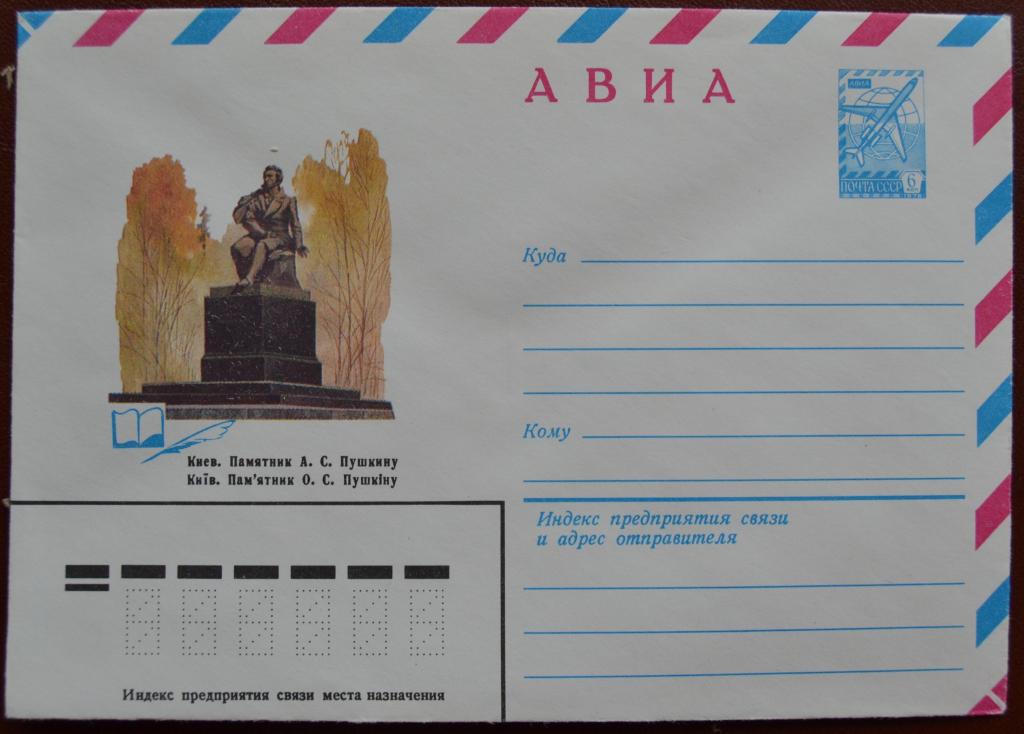 АВИА
АВИА
ПОЧТА СССР 6
Куда
Киев. Памятник А. С. Пушкину
Київ. Пам'ятник О. С. Пушкіну
Кому
Индекс предприятия связи
и адрес отправителя
Индекс предприятия связи места назначения